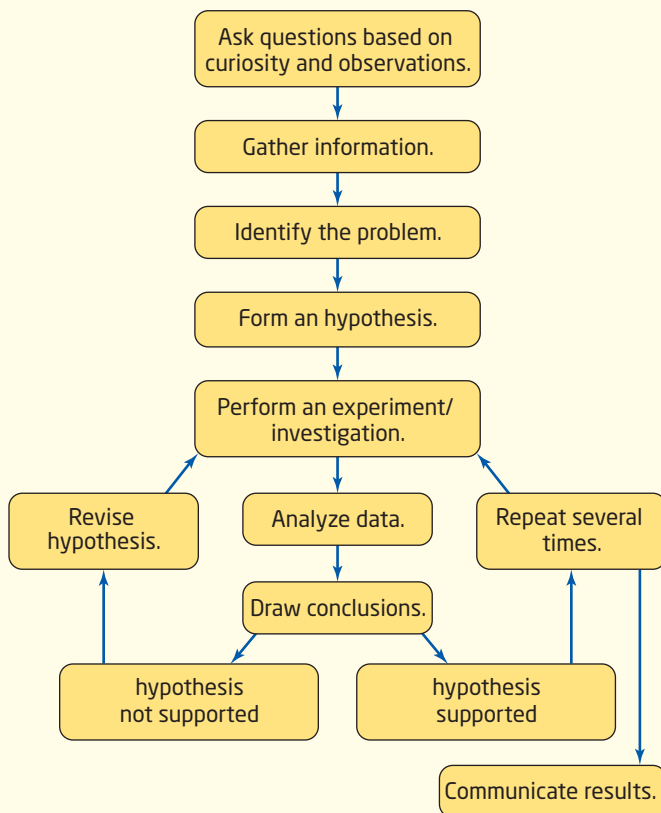 Ask questions based on
curiosity and observations.
Gather information.
Identify the problem.
Form an hypothesis.
Perform an experiment/
investigation.
Revise
hypothesis.
Analyze data.
Repeat several
times.
Draw conclusions.
hypothesis
not supported
hypothesis
supported
Communicate results.